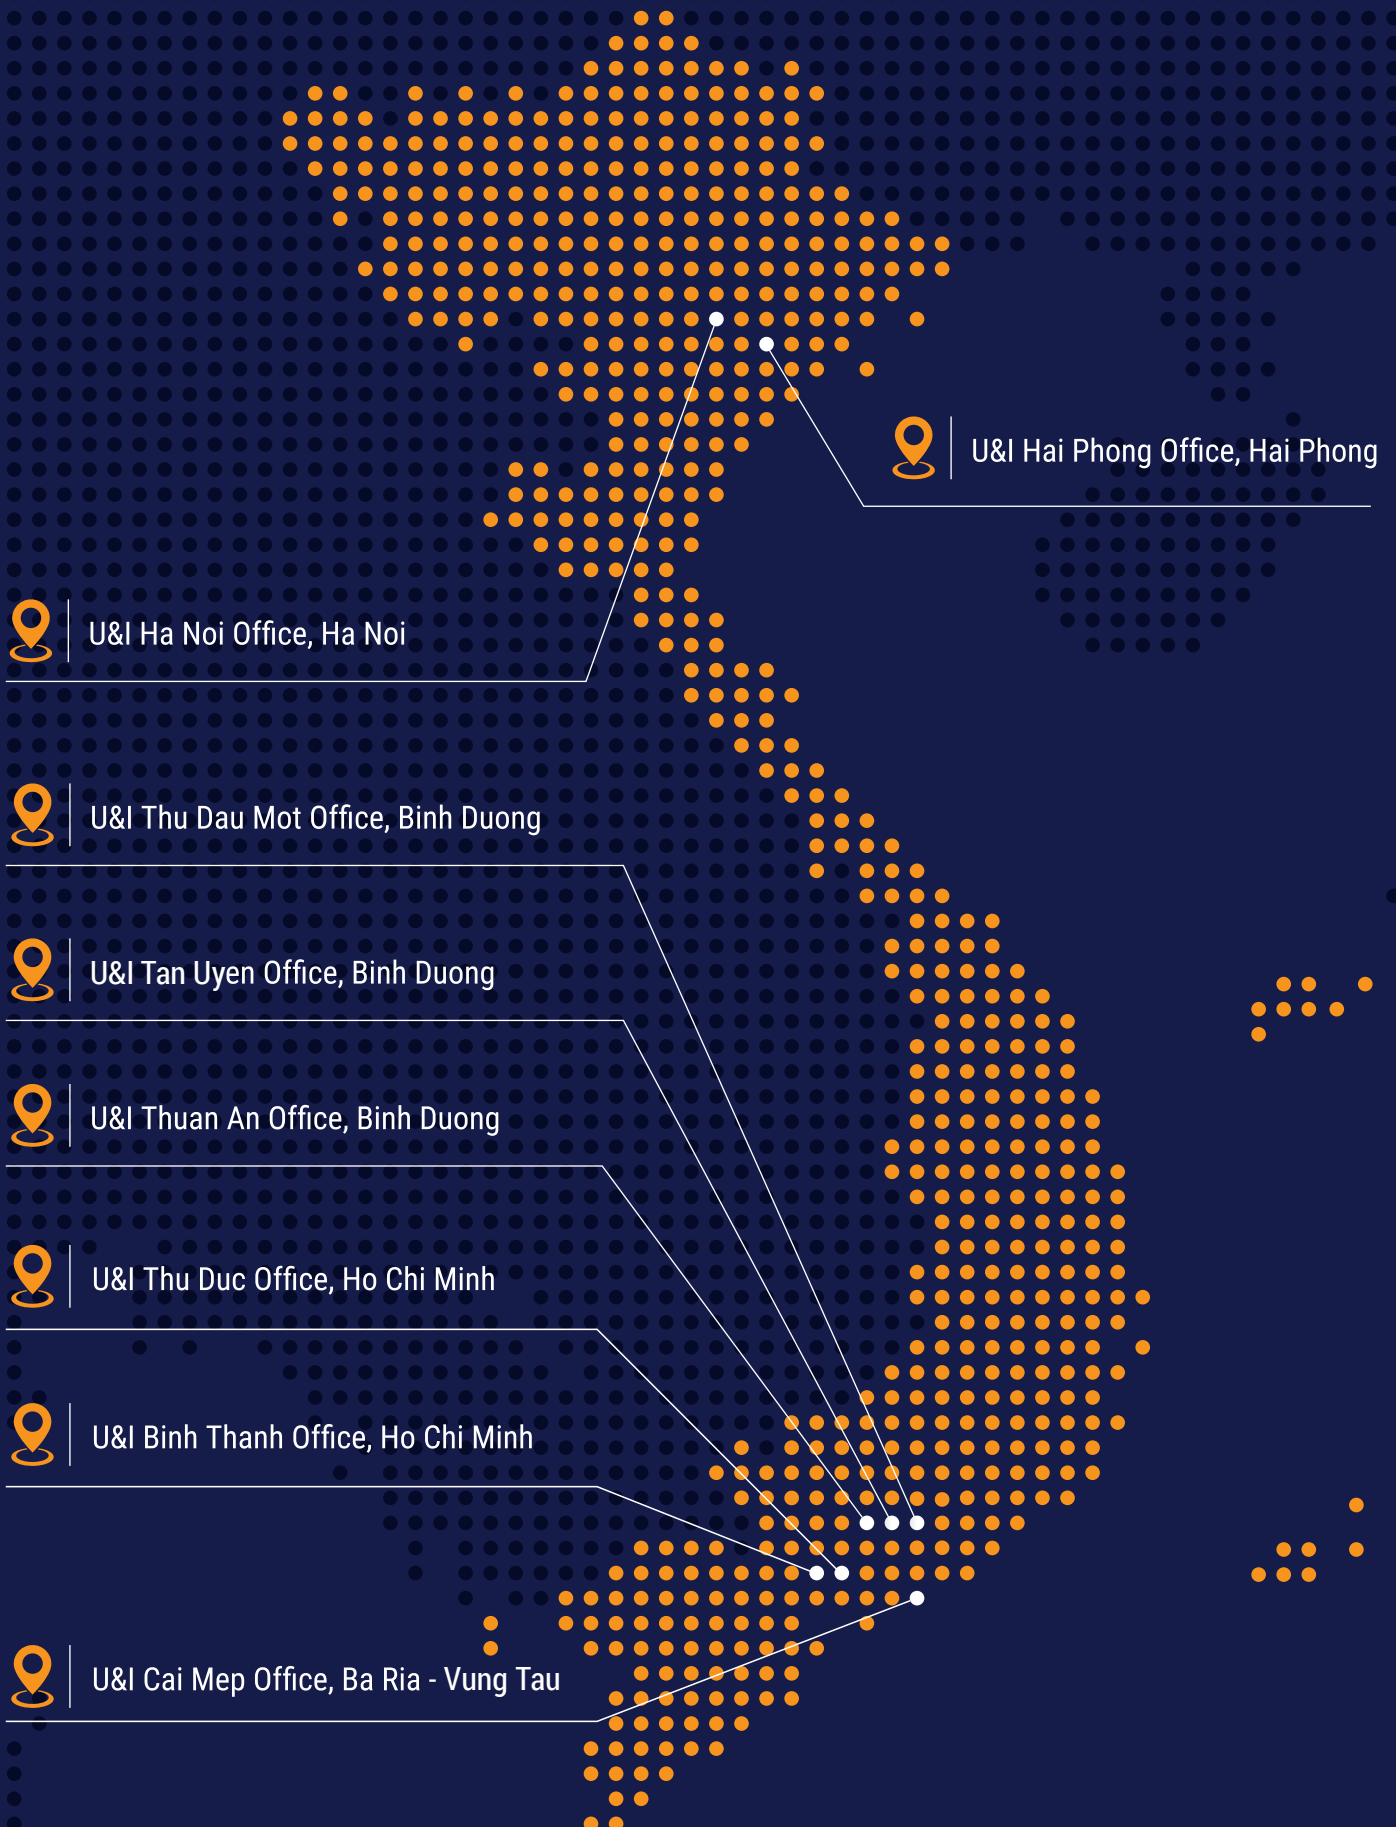 U&I Hai Phong Office, Hai Phong
U&I Ha Noi Office, Ha Noi
U&I Thu Dau Mot Office, Binh Duong
U&I Tan Uyen Office, Binh Duong
U&I Thuan An Office, Binh Duong
U&I Thu Duc Office, Ho Chi Minh
U&I Binh Thanh Office, Ho Chi Minh
U&I Cai Mep Office, Ba Ria - Vung Tau